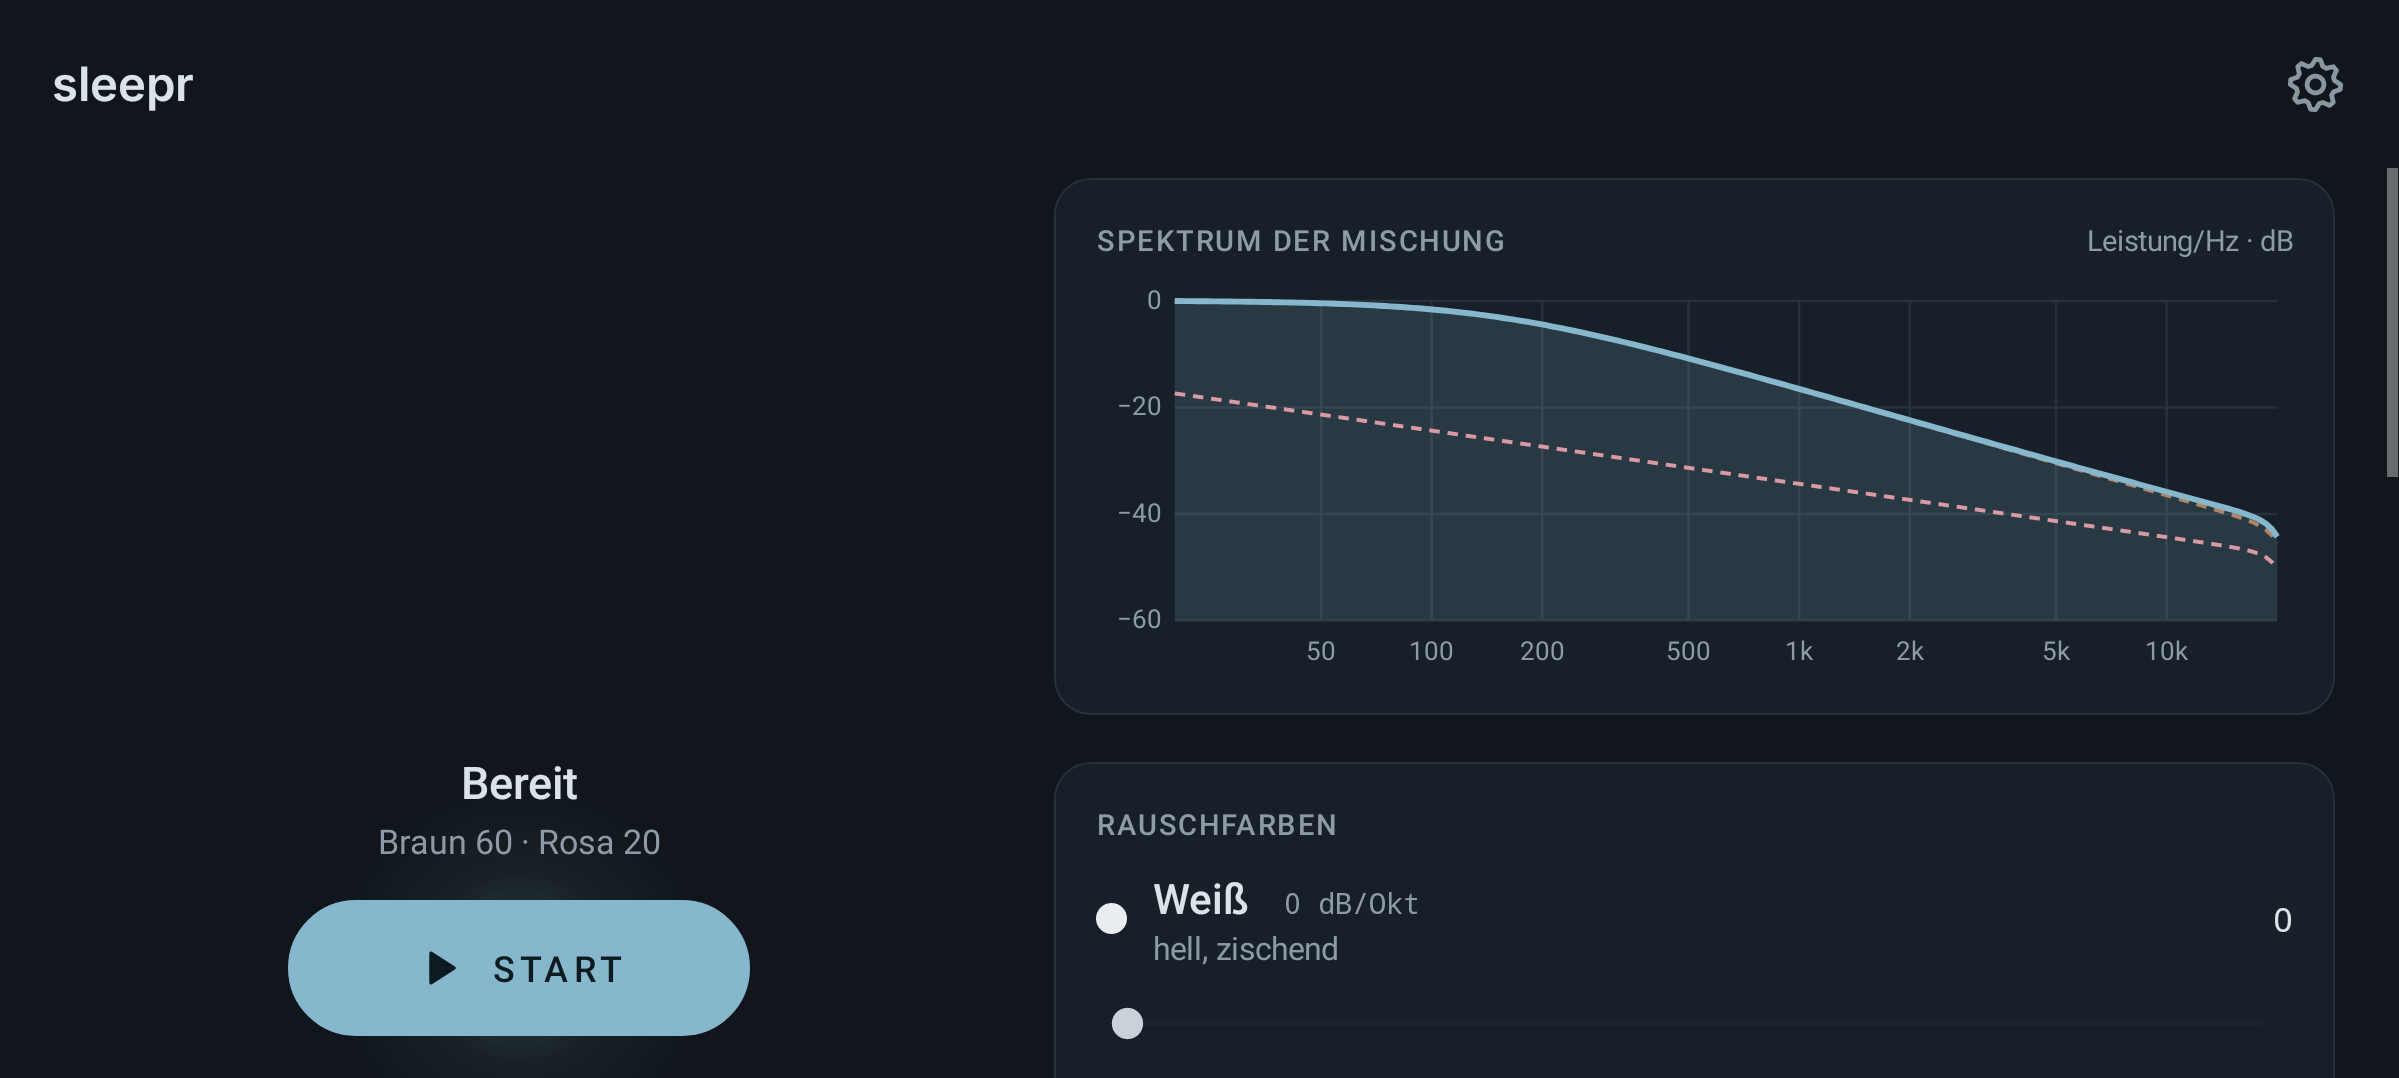 sleepr
SPEKTRUM DER MISCHUNG
Leistung/Hz · dB
0
−20
−40
−60
50 100 200 500 1k 2k 5k 10k
Bereit
Braun 60 · Rosa 20
START
RAUSCHFARBEN
Weiß 0 dB/Okt
hell, zischend
0